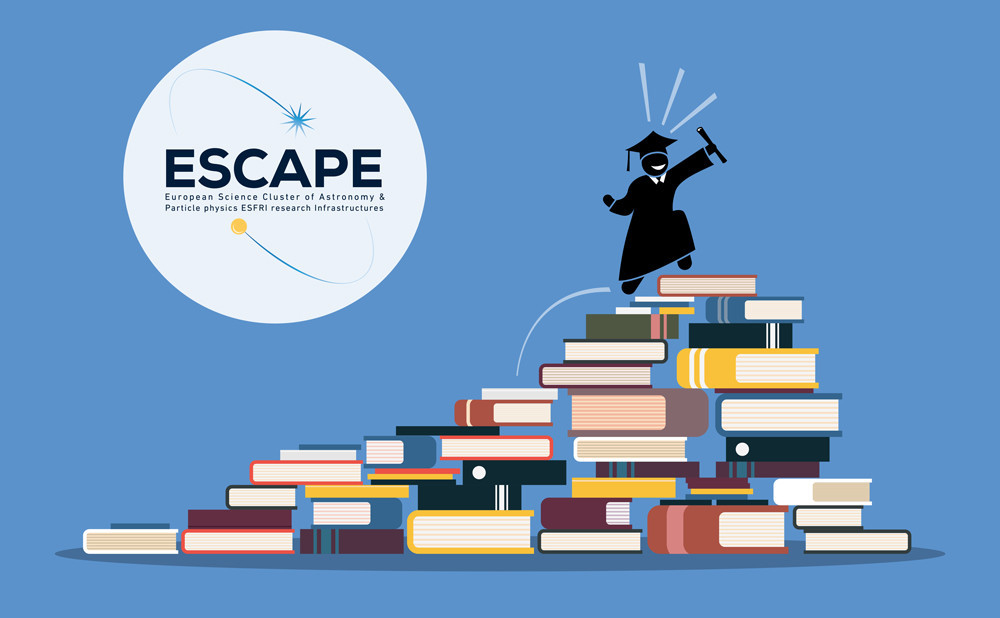 ESCAPE
European Science Cluster of Astronomy &
Particle physics ESFRI research Infrastructures